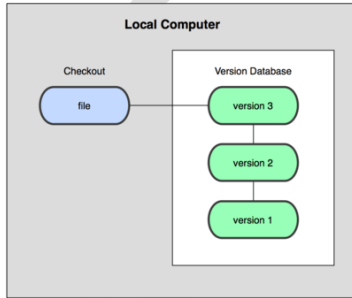 Local Computer
Checkout
Version Database
file
version 3
version 2
version 1